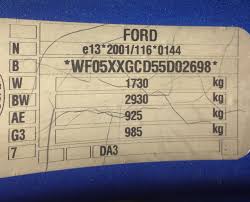 FORD
N e13*2001/116*0144
B *WF05XXGCD55D02698*
W 1730 kg
BW 2930 kg
AE 925 kg
G3 985 kg
7 DA3